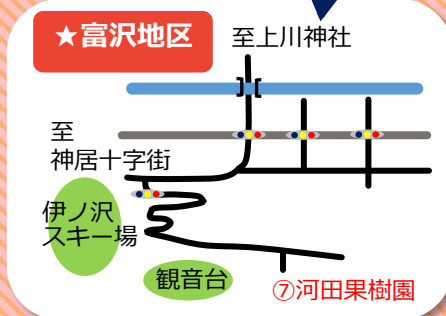 ★富沢地区
至上川神社
至
神居十字街
伊ノ沢
スキー場
観音台
⑦河田果樹園